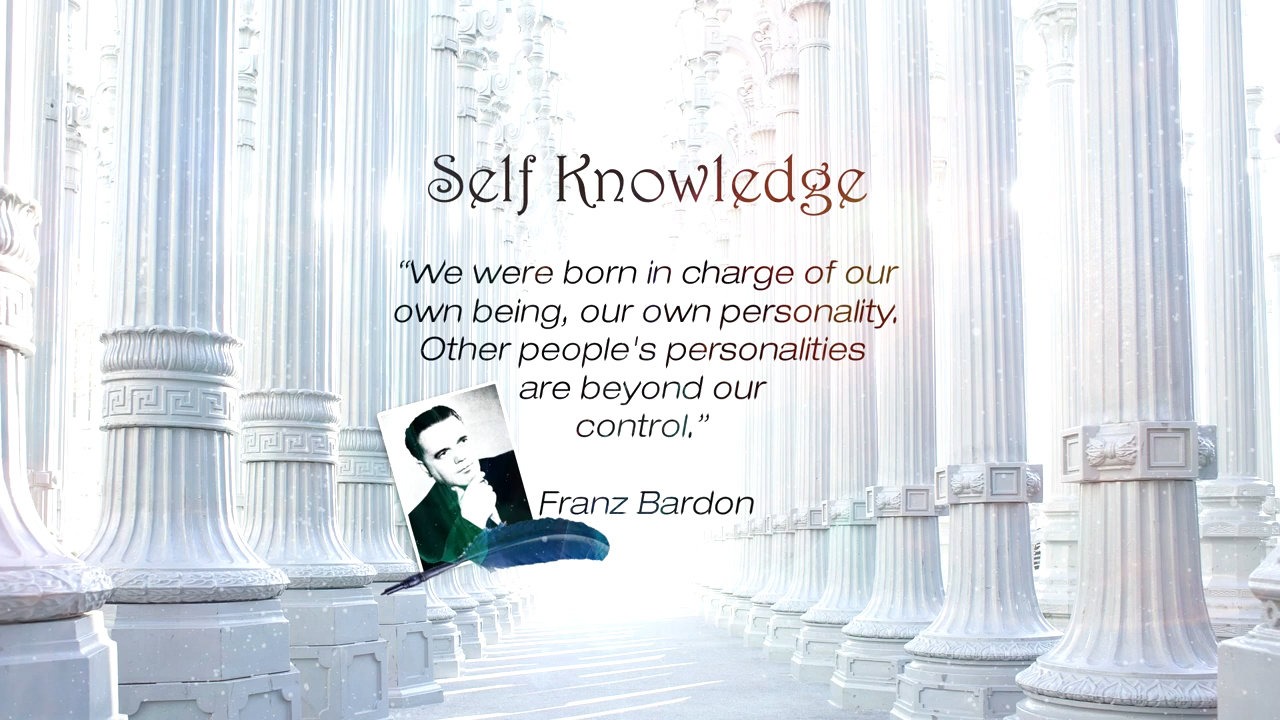 Self Knowledge
“We were born in charge of our
own being, our own personality.
Other people's personalities
are beyond our
control.”
Franz Bardon